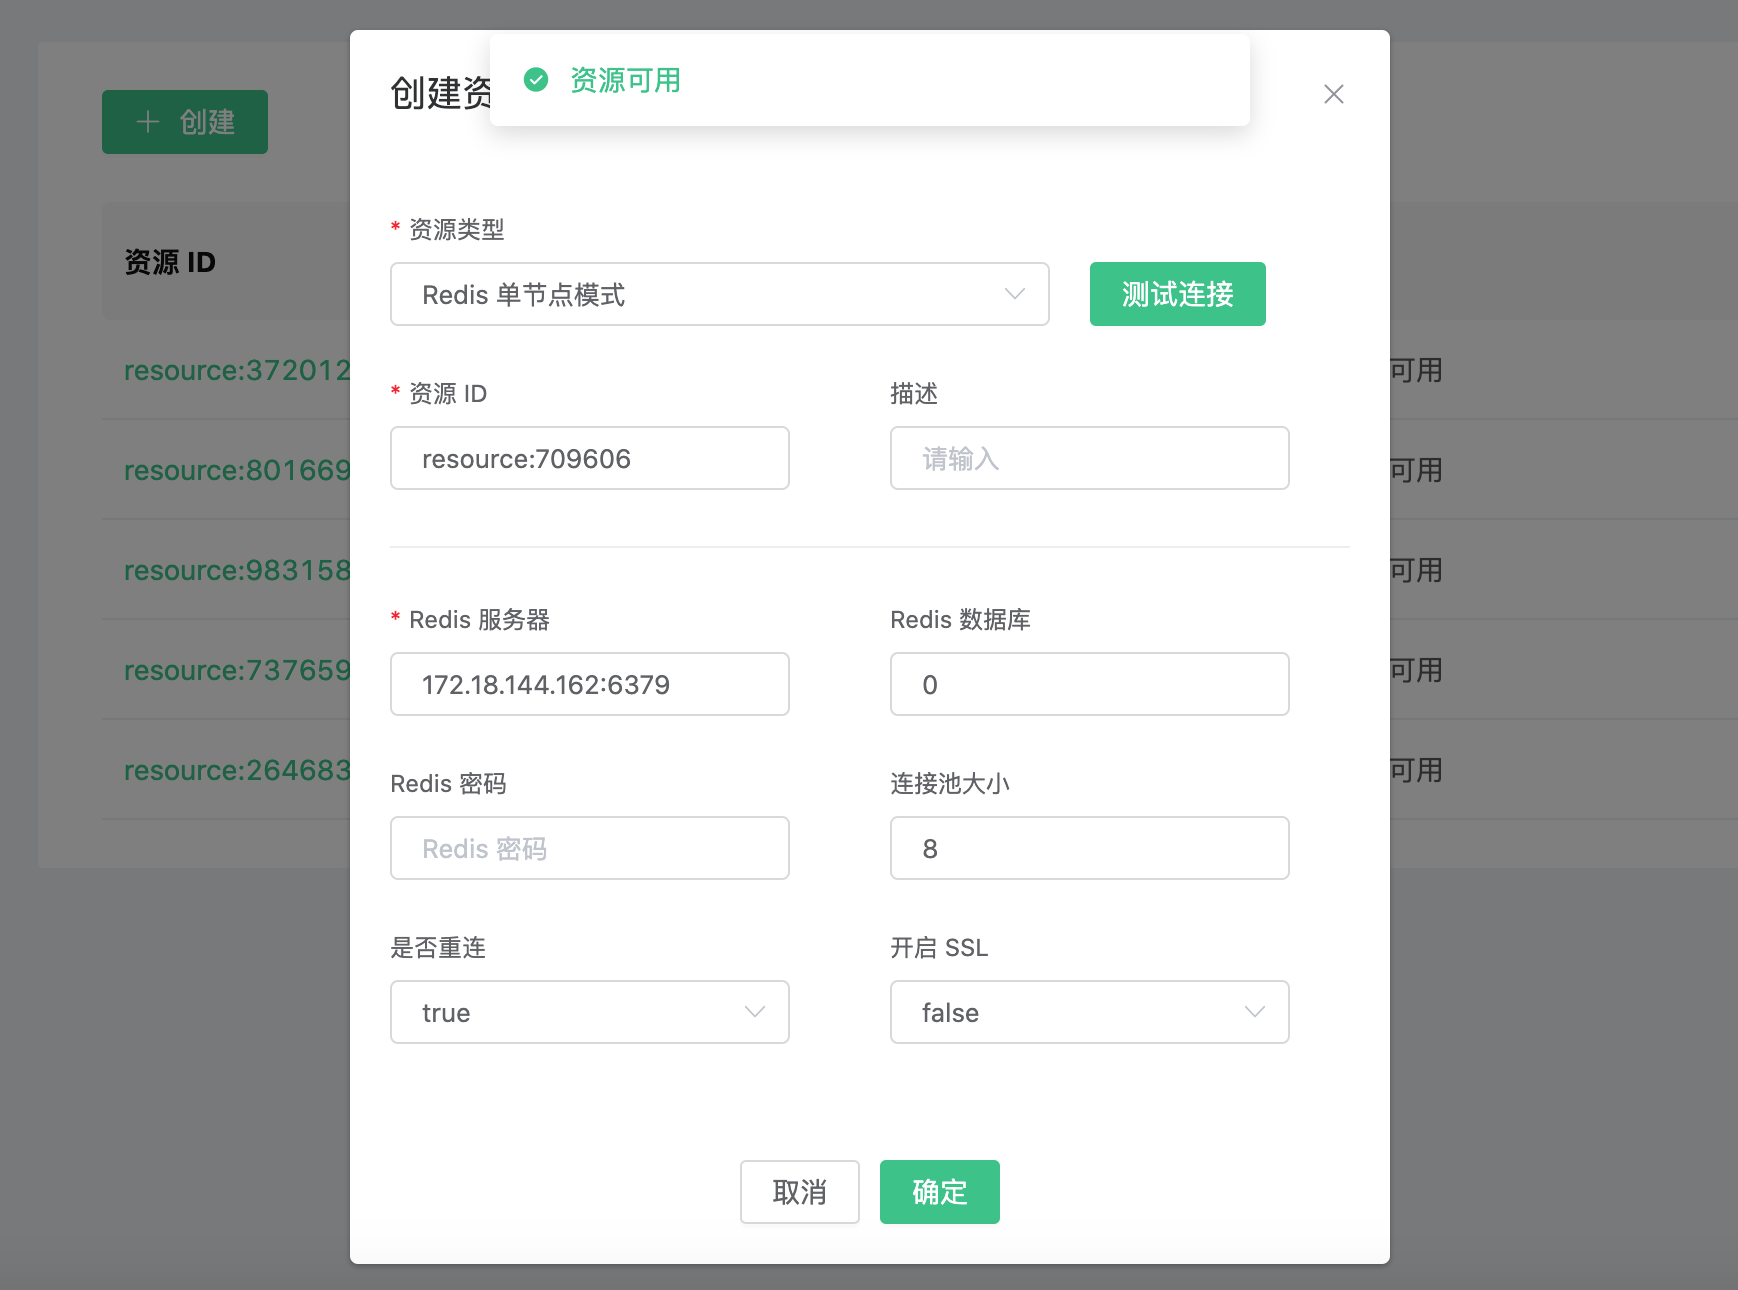 资源可用
创建资
创建
* 资源类型
Redis 单节点模式
测试连接
资源 ID
* 资源 ID
描述
resource:709606
请输入
resource:372012
可用
resource:801669
可用
resource:983158
可用
resource:737659
可用
resource:264683
可用
* Redis 服务器
Redis 数据库
172.18.144.162:6379
0
Redis 密码
连接池大小
Redis 密码
8
是否重连
开启 SSL
true
false
取消
确定